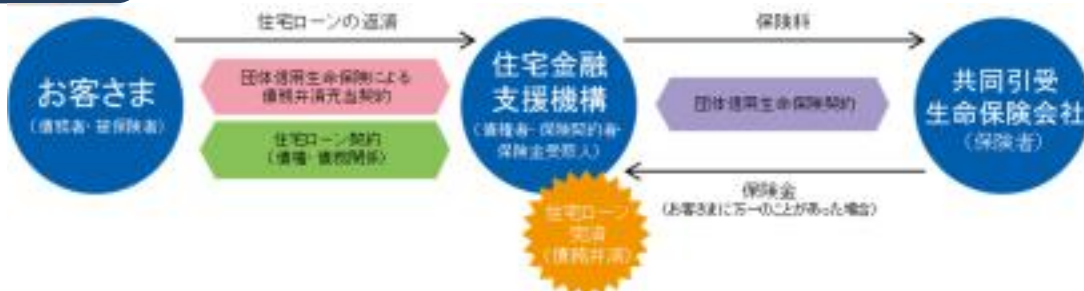 住宅ローンの返済
保険料
お客さま
(債務者・被保険者)
団体信用生命保険による
債務弁済充当契約
住宅ローン契約
(債権・債務関係)
住宅金融
支援機構
(債権者・保険契約者・
保険金受取人)
団体信用生命保険契約
共同引受
生命保険会社
(保険者)
保険金
(お客さまに万一のことがあった場合)
住宅ローン
完済
(債務弁済)